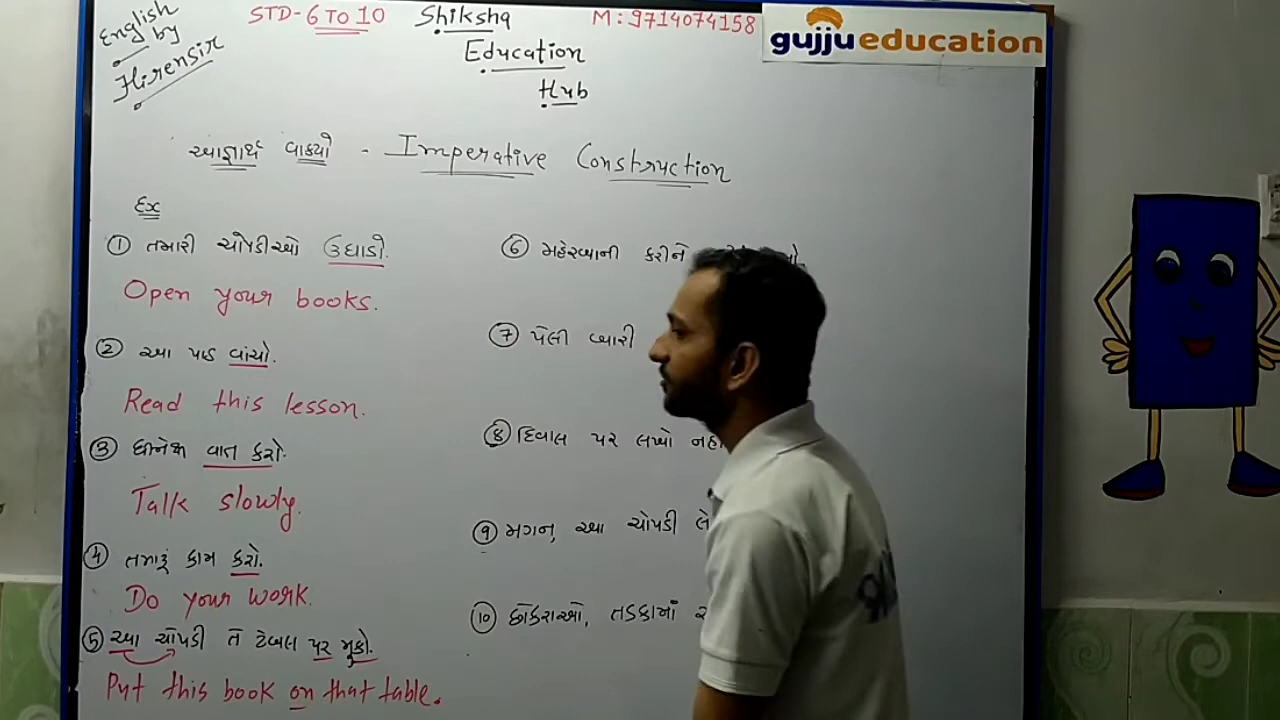 English by Hirensir
STD-6 TO 10
Shiksha
Education
Hub
M: 9714074158
gujjueducation
આજ્ઞાર્થ વાક્યો - Imperative Construction
Ex
① તમારી ચોપડીઓ ઉઘાડો.
Open your books.
② આ પાઠ વાંચો.
Read this lesson.
③ ધીમેથી વાત કરો.
Talk slowly.
④ તમારૂં કામ કરો.
Do your work.
⑤ આ ચોપડી તે ટેબલ પર મૂકો.
Put this book on that table.
⑥ મહેરબાની કરીને
⑦ પેલી બારી
⑧ દિવાલ પર લખો નહી
⑨ મગન, આ ચોપડી લે
⑩ છોકરાઓ, તડકામાં